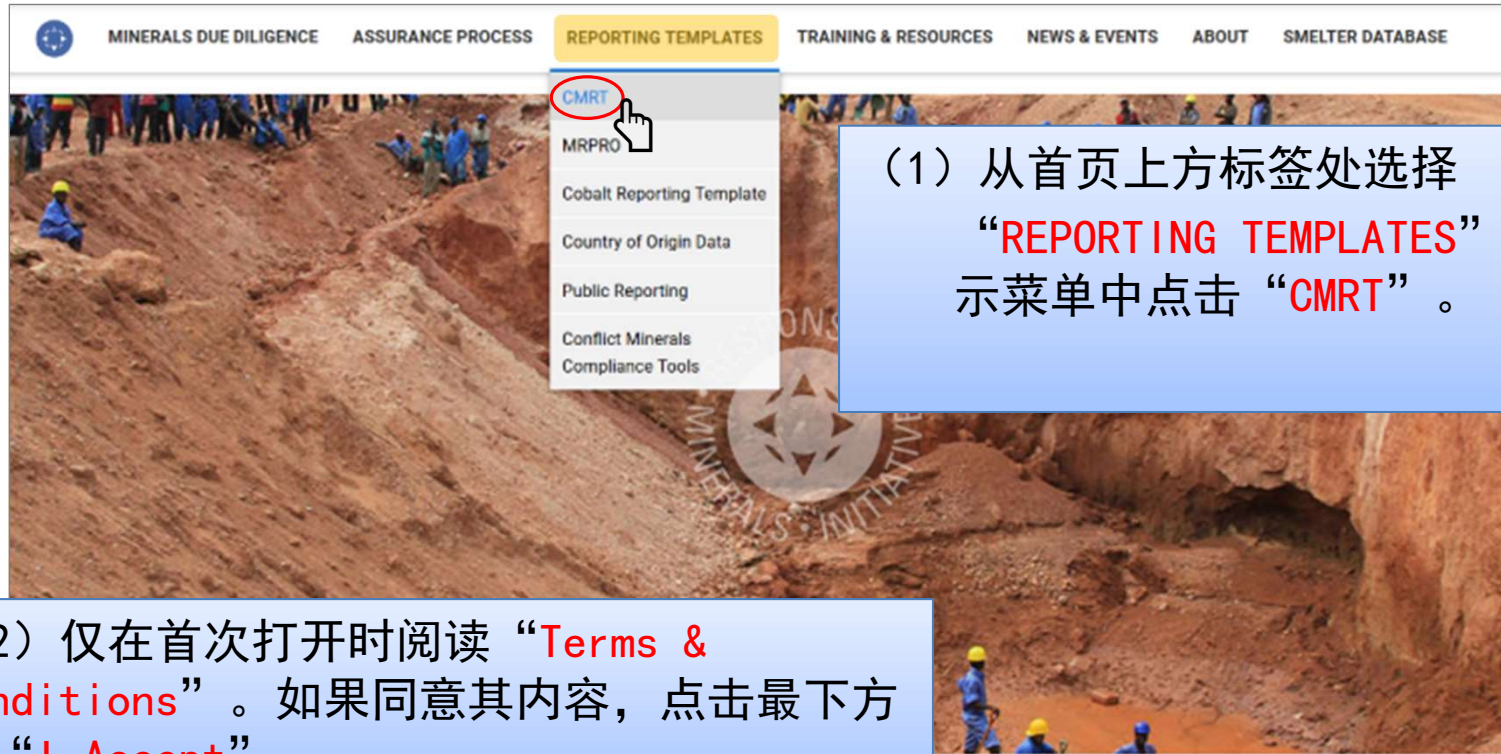 MINERALS DUE DILIGENCE ASSURANCE PROCESS REPORTING TEMPLATES TRAINING & RESOURCES NEWS & EVENTS ABOUT SMELTER DATABASE
CMRT
MRPRO
Cobalt Reporting Template
Country of Origin Data
Public Reporting
Conflict Minerals
Compliance Tools
（1）从首页上方标签处选择
“REPORTING TEMPLATES”
示菜单中点击“CMRT”。
MINERALS · INITIATIVE
2）仅在首次打开时阅读“Terms &
nditions”。如果同意其内容，点击最下方
“I Accept”